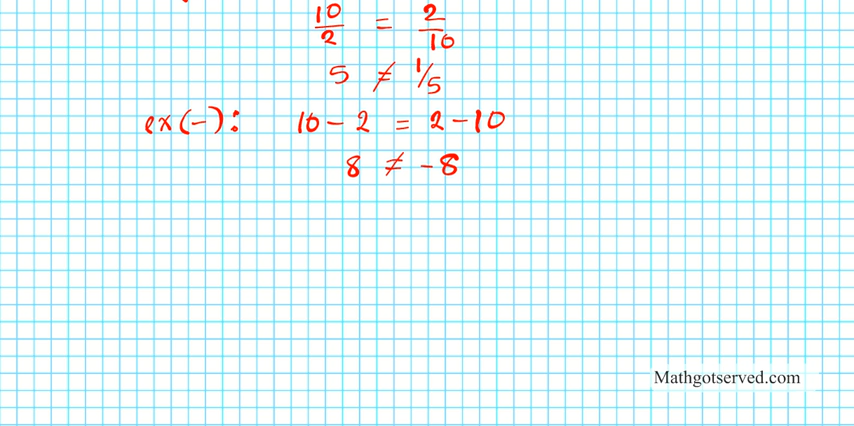 10/2 = 2/10
5 ≠ 1/5
ex(-): 10 - 2 = 2 - 10
8 ≠ -8
Mathgotserved.com